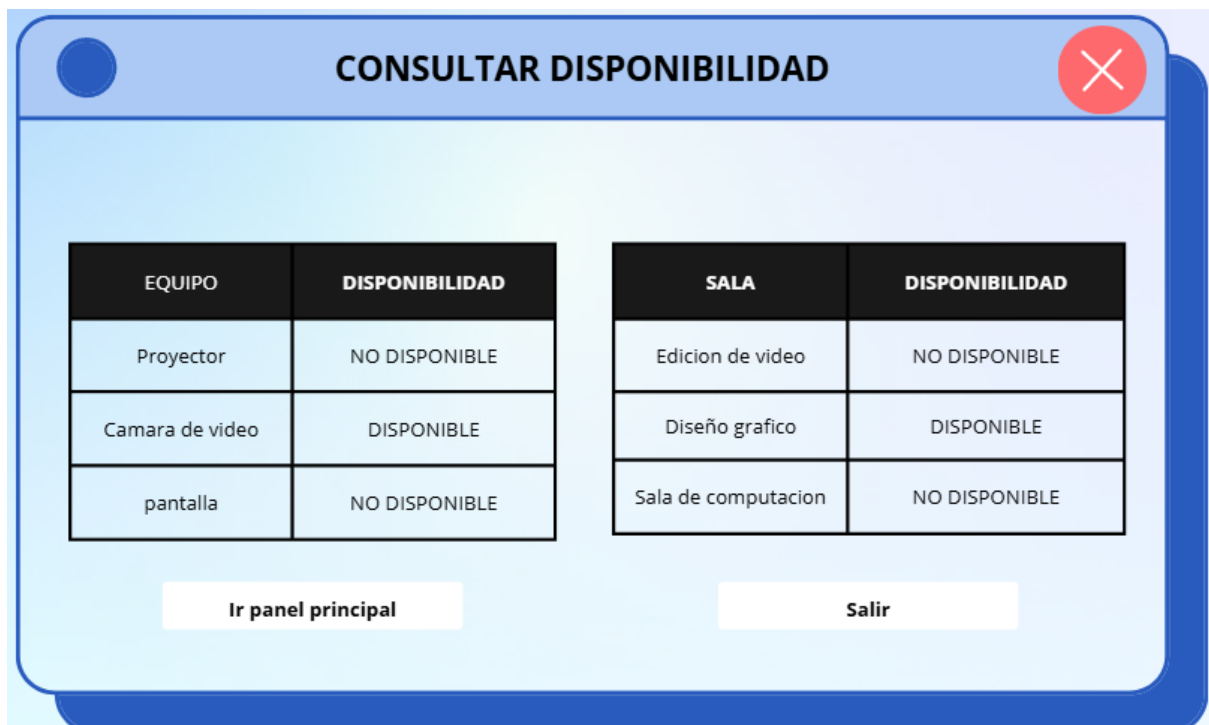 CONSULTAR DISPONIBILIDAD
EQUIPO DISPONIBILIDAD
Proyector NO DISPONIBLE
Camara de video DISPONIBLE
pantalla NO DISPONIBLE
SALA DISPONIBILIDAD
Edicion de video NO DISPONIBLE
Diseño grafico DISPONIBLE
Sala de computacion NO DISPONIBLE
Ir panel principal
Salir